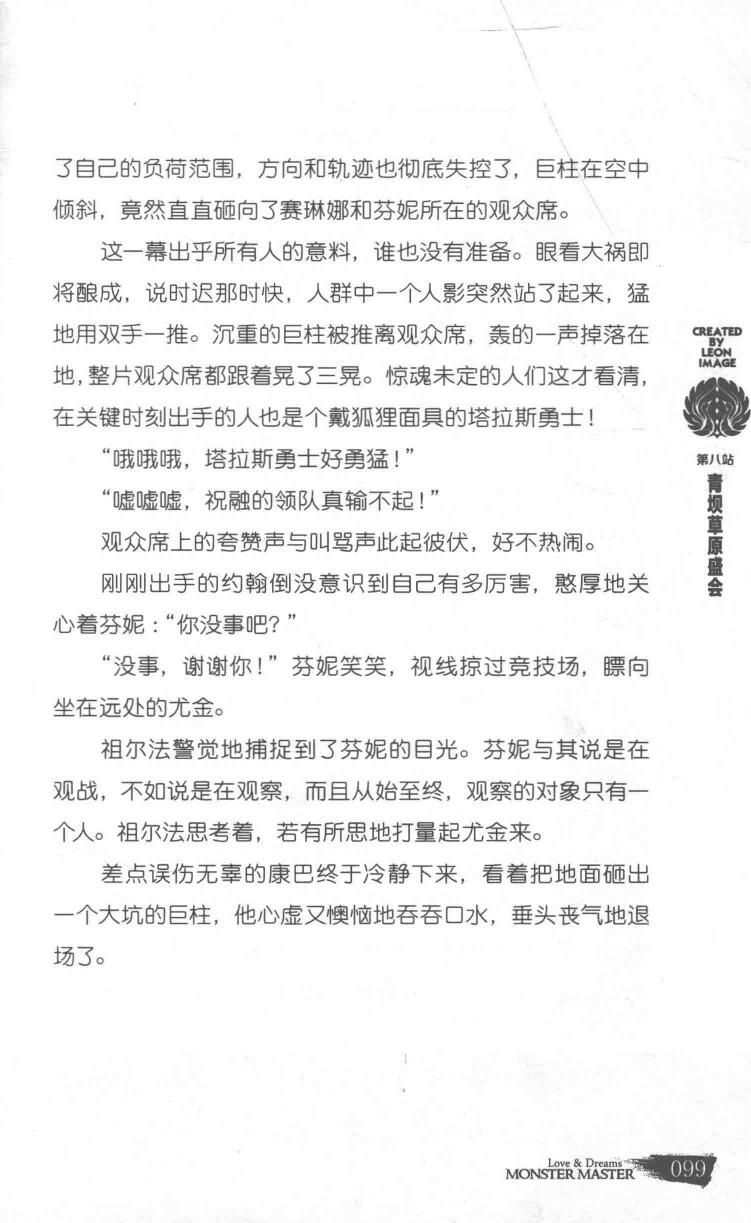 了自己的负荷范围，方向和轨迹也彻底失控了，巨柱在空中
倾斜，竟然直直砸向了赛琳娜和芬妮所在的观众席。
这一幕出乎所有人的意料，谁也没有准备。眼看大祸即
将酿成，说时迟那时快，人群中一个人影突然站了起来，猛
地用双手一推。沉重的巨柱被推离观众席，轰的一声掉落在
地，整片观众席都跟着晃了三晃。惊魂未定的人们这才看清，
在关键时刻出手的人也是个戴狐狸面具的塔拉斯勇士！
“哦哦哦，塔拉斯勇士好勇猛！”
“嘘嘘嘘，祝融的领队真输不起！”
观众席上的夸赞声与叫骂声此起彼伏，好不热闹。
刚刚出手的约翰倒没意识到自己有多厉害，憨厚地关
心着芬妮：“你没事吧？”
“没事，谢谢你！”芬妮笑笑，视线掠过竞技场，瞟向
坐在远处的尤金。
祖尔法警觉地捕捉到了芬妮的目光。芬妮与其说是在
观战，不如说是在观察，而且从始至终，观察的对象只有一
个人。祖尔法思考着，若有所思地打量起尤金来。
差点误伤无辜的康巴终于冷静下来，看着把地面砸出
一个大坑的巨柱，他心虚又懊恼地吞吞口水，垂头丧气地退
场了。
CREATED
BY
LEON
IMAGE
第八站
青坝草原盛会
Love & Dreams
MONSTER MASTER
099